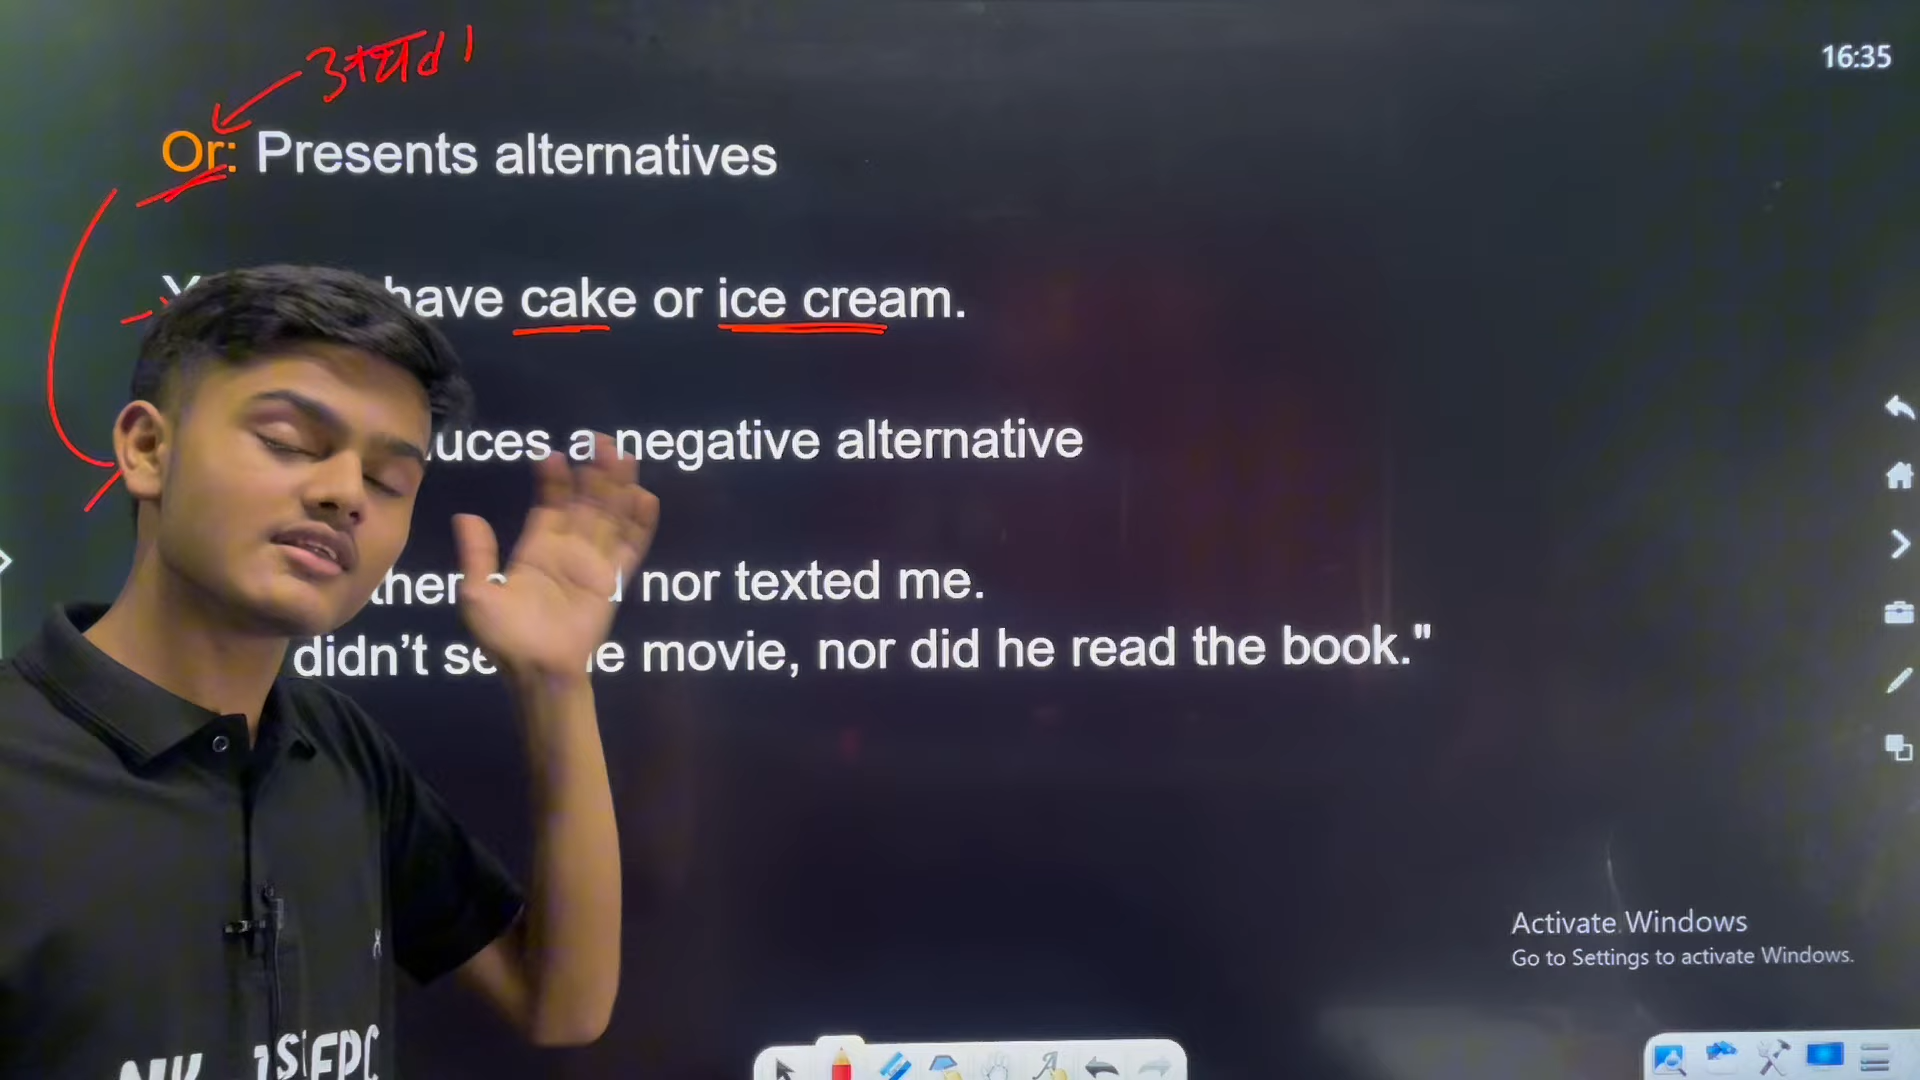 अथवा
16:35
Or: Presents alternatives
have cake or ice cream.
uces a negative alternative
ther nor texted me.
didn't se e movie, nor did he read the book."
Activate Windows
Go to Settings to activate Windows.